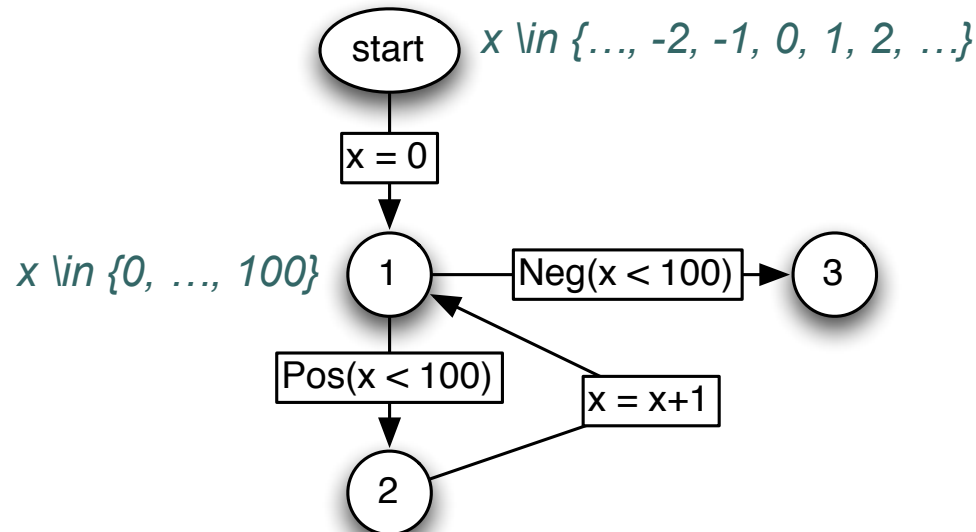 start
x \in {…, -2, -1, 0, 1, 2, …}
x = 0
x \in {0, …, 100}
1
Neg(x < 100)
3
Pos(x < 100)
x = x+1
2